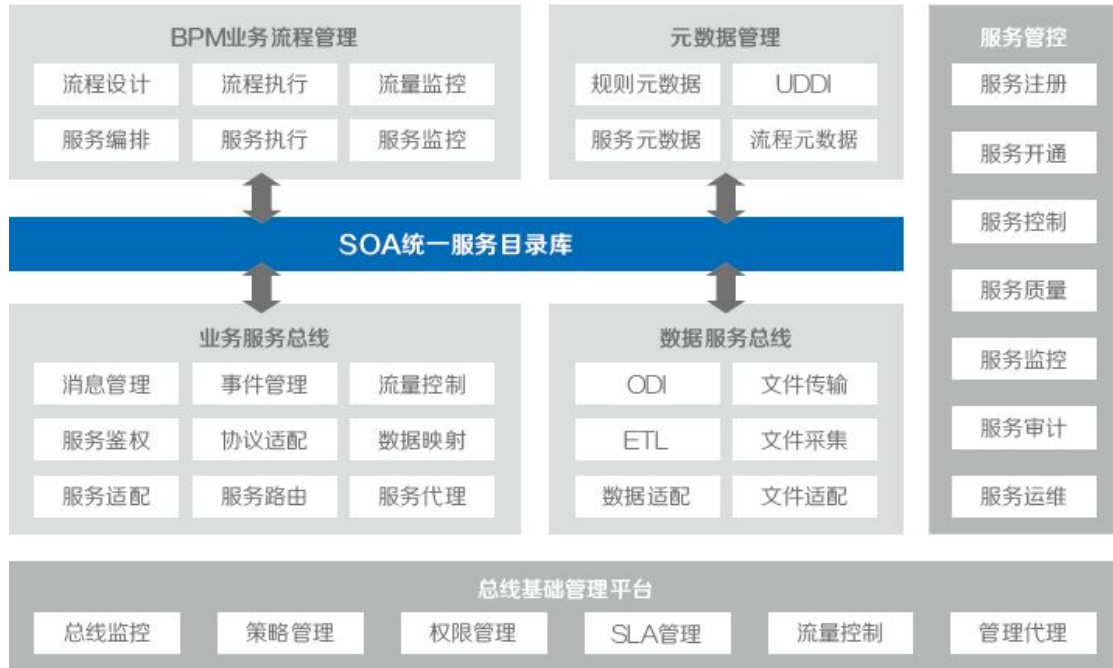 BPM业务流程管理
流程设计 流程执行 流量监控
服务编排 服务执行 服务监控
元数据管理
规则元数据 UDDI
服务元数据 流程元数据
SOA统一服务目录库
业务服务总线
消息管理 事件管理 流量控制
服务鉴权 协议适配 数据映射
服务适配 服务路由 服务代理
数据服务总线
ODI 文件传输
ETL 文件采集
数据适配 文件适配
服务管控
服务注册
服务开通
服务控制
服务质量
服务监控
服务审计
服务运维
总线基础管理平台
总线监控 策略管理 权限管理 SLA管理 流量控制 管理代理